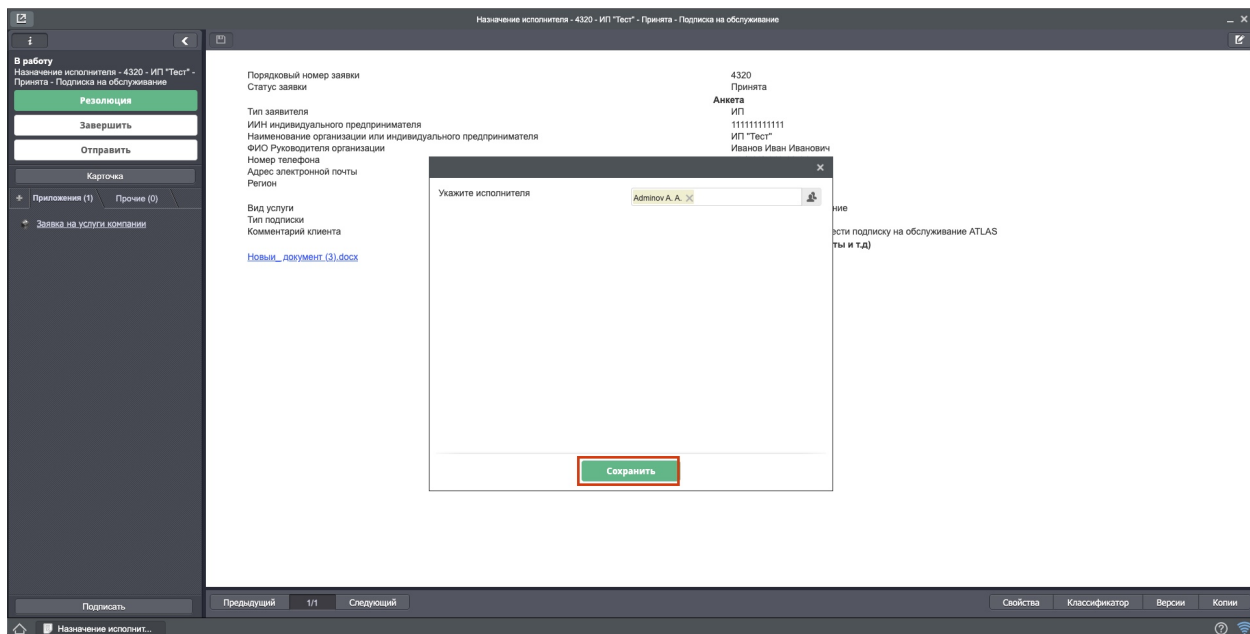 Назначение исполнителя - 4320 - ИП "Тест" - Принята - Подписка на обслуживание
В работу
Назначение исполнителя - 4320 - ИП "Тест" -
Принята - Подписка на обслуживание
Резолюция
Завершить
Отправить
Карточка
Приложения (1) Прочие (0)
Заявка на услуги компании
Порядковый номер заявки 4320
Статус заявки Принята
Анкета
Тип заявителя ИП
ИИН индивидуального предпринимателя 111111111111
Наименование организации или индивидуального предпринимателя ИП "Тест"
ФИО Руководителя организации Иванов Иван Иванович
Номер телефона
Адрес электронной почты
Регион
Вид услуги ние
Тип подписки
Комментарий клиента ести подписку на обслуживание ATLAS
ты и т.д)
Новыи_ документ (3).docx
Укажите исполнителя Adminov A. A.
Сохранить
Подписать
Предыдущий 1/1 Следующий Свойства Классификатор Версии Копии
Назначение исполнит...